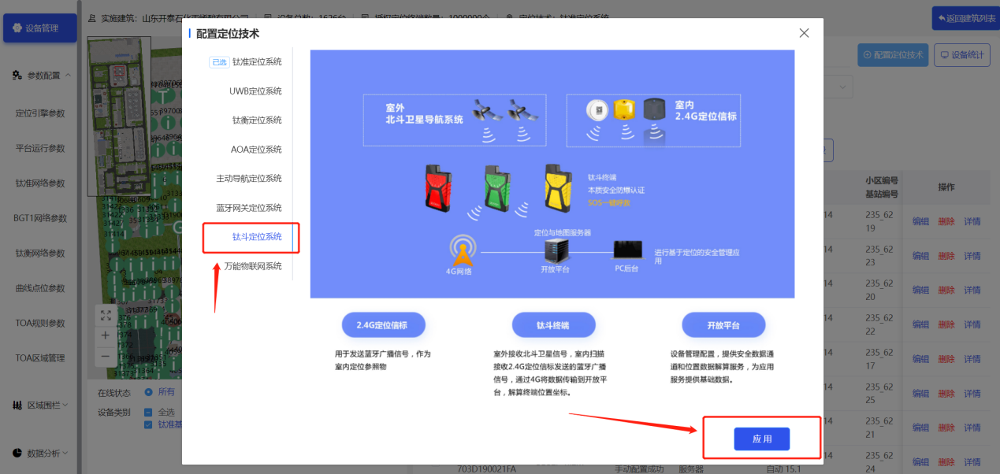 设备管理
实施建筑：山东开泰石化丙烯酸有限公司
设备总数：1626台
授权定位终端数量：1000000个
定位技术：钛准定位系统
返回建筑列表
配置定位技术
设备统计
参数配置
定位引擎参数
平台运行参数
钛准网络参数
BGT1网络参数
钛衡网络参数
曲线点位参数
TOA规则参数
TOA区域管理
区域围栏
数据分析
在线状态
所有
设备类别
全选
钛准基
配置定位技术
已选 钛准定位系统
UWB定位系统
钛衡定位系统
AOA定位系统
主动导航定位系统
蓝牙网关定位系统
钛斗定位系统
万能物联网系统
室外
北斗卫星导航系统
室内
2.4G定位信标
钛斗终端
本质安全防爆认证
SOS一键呼救
定位与地图服务器
4G网络
开放平台
PC后台
进行基于定位的安全管理应
用
2.4G定位信标
用于发送蓝牙广播信号，作为
室内定位参照物
钛斗终端
室外接收北斗卫星信号，室内扫描
接收2.4G定位信标发送的蓝牙广播
信号，通过4G将数据传输到开放平
台，解算终端位置坐标。
开放平台
设备管理配置，提供安全数据通
道和位置数据解算服务，为应用
服务提供基础数据。
应 用
小区编号
基站编号
操作
14
235_62
19
编辑 删除 详情
14
235_62
23
编辑 删除 详情
14
235_62
20
编辑 删除 详情
14
235_62
22
编辑 删除 详情
14
235_62
17
编辑 删除 详情
14
235_62
25
编辑 删除 详情
14
235_62
21
编辑 删除 详情
14
235_62
24
编辑 删除 详情
703D190021FA
手动配置成功
服务器
自动 15.1